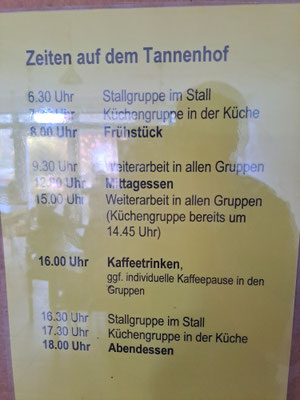 Zeiten auf dem Tannenhof
6.30 Uhr Stallgruppe im Stall
Uhr Küchengruppe in der Küche
8.00 Uhr Frühstück
9.30 Uhr Weiterarbeit in allen Gruppen
Uhr Mittagessen
15.00 Uhr Weiterarbeit in allen Gruppen
(Küchengruppe bereits um
14.45 Uhr)
16.00 Uhr Kaffeetrinken,
ggf. individuelle Kaffeepause in den
Gruppen
16.30 Uhr Stallgruppe im Stall
17.30 Uhr Küchengruppe in der Küche
18.00 Uhr Abendessen